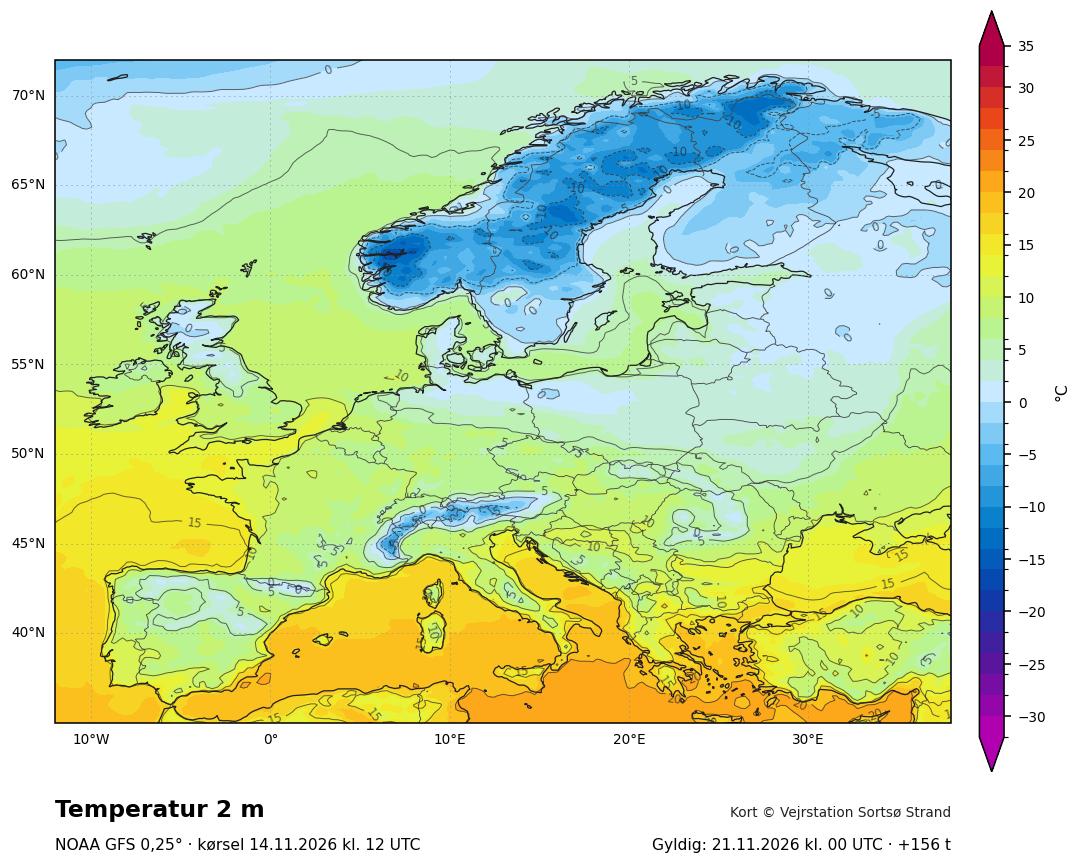 70°N
65°N
60°N
55°N
50°N
45°N
40°N
10°W 0° 10°E 20°E 30°E
35
30
25
20
15
10
5
0
−5
−10
−15
−20
−25
−30
°C
Temperatur 2 m
Kort © Vejrstation Sortsø Strand
NOAA GFS 0,25° · kørsel 14.11.2026 kl. 12 UTC
Gyldig: 21.11.2026 kl. 00 UTC · +156 t